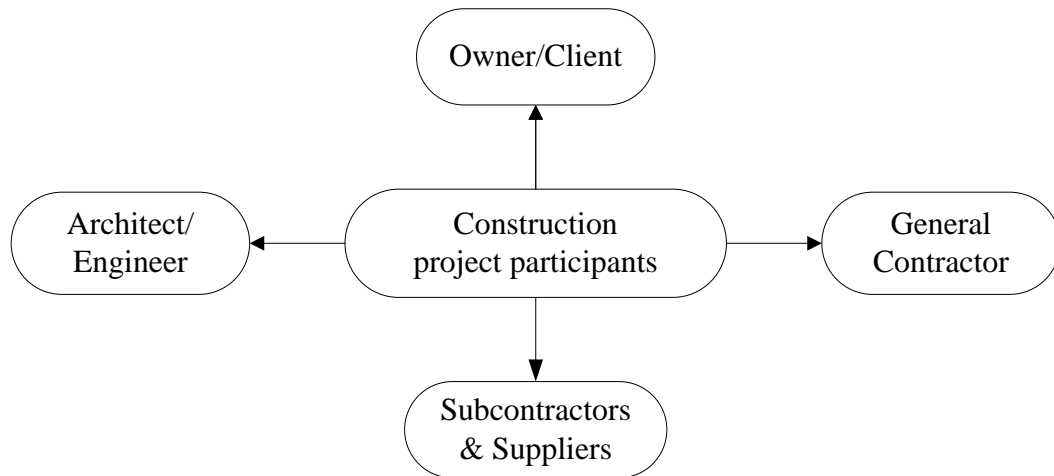 Owner/Client
Architect/
Engineer
Construction
project participants
General
Contractor
Subcontractors
& Suppliers